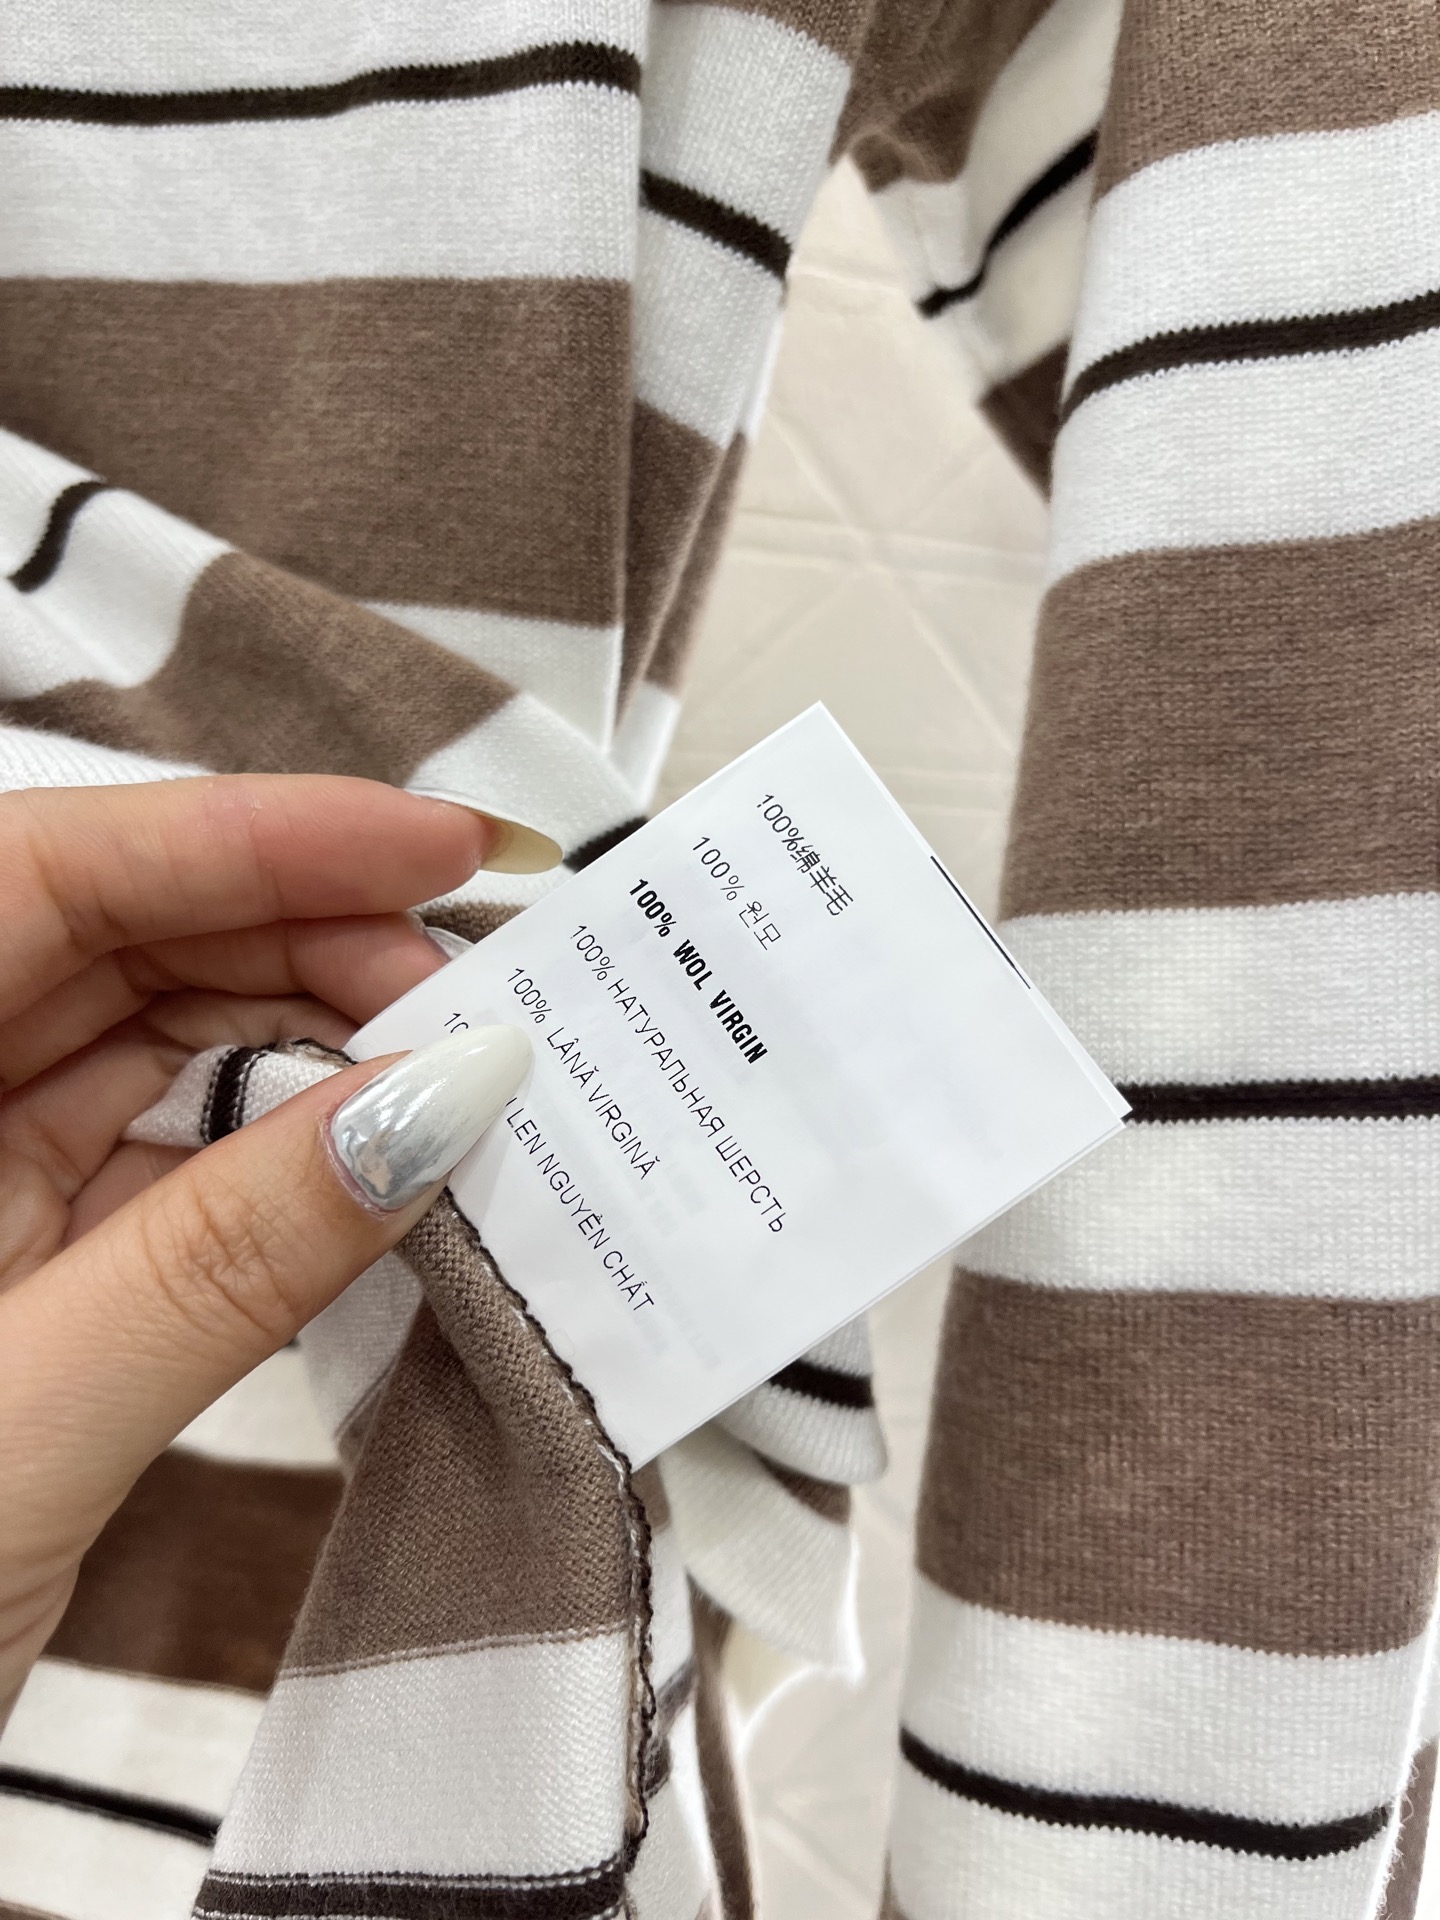 100%绵羊毛
100% 원모
100% WOL VIRGIN
100% НАТУРАЛЬНАЯ ШЕРСТЬ
100% LÂNĂ VIRGINĂ
LEN NGUYÊN CHẤT